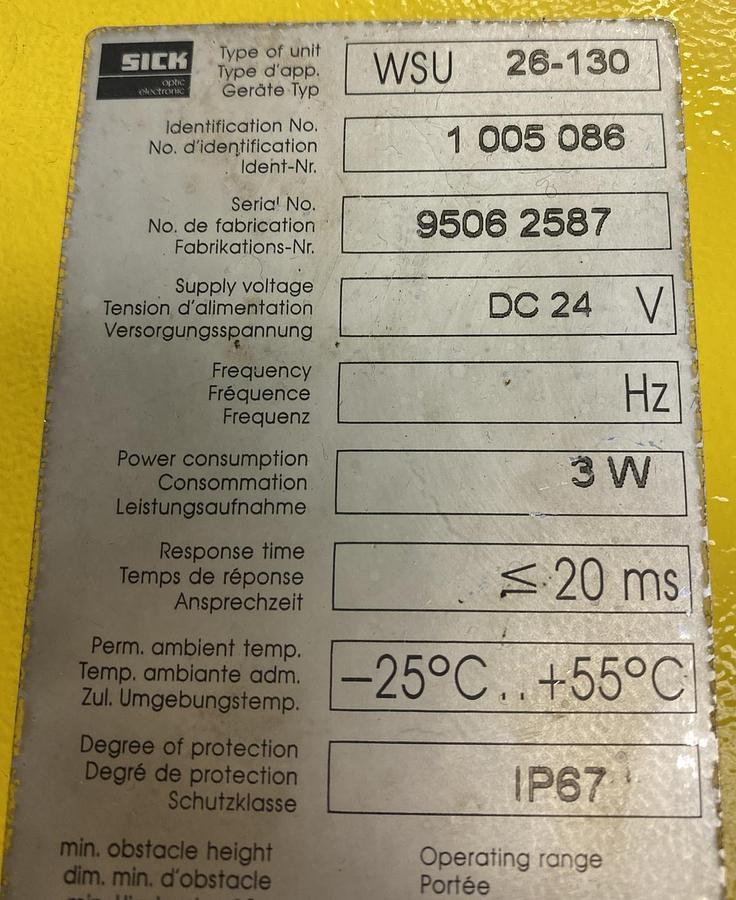 SICK
optic
electronic
Type of unit
Type d'app.
Geräte Typ
WSU 26-130
Identification No.
No. d'identification
Ident-Nr.
1 005 086
Serial No.
No. de fabrication
Fabrikations-Nr.
9506 2587
Supply voltage
Tension d'alimentation
Versorgungsspannung
DC 24 V
Frequency
Fréquence
Frequenz
Hz
Power consumption
Consommation
Leistungsaufnahme
3 W
Response time
Temps de réponse
Ansprechzeit
≤ 20 ms
Perm. ambient temp.
Temp. ambiante adm.
Zul. Umgebungstemp.
–25°C . . +55°C
Degree of protection
Degré de protection
Schutzklasse
IP67
min. obstacle height
dim. min. d'obstacle
Operating range
Portée